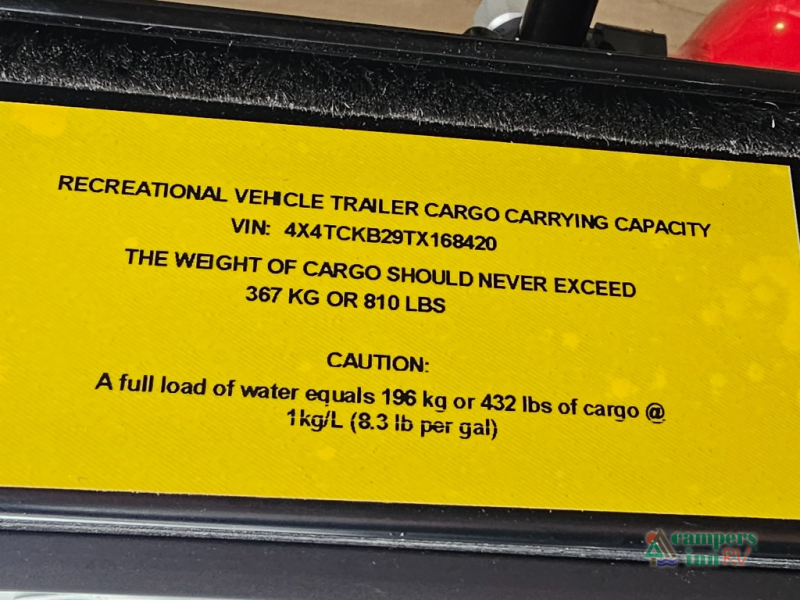 RECREATIONAL VEHICLE TRAILER CARGO CARRYING CAPACITY
VIN: 4X4TCKB29TX168420
THE WEIGHT OF CARGO SHOULD NEVER EXCEED
367 KG OR 810 LBS
CAUTION:
A full load of water equals 196 kg or 432 lbs of cargo @
1kg/L (8.3 lb per gal)
campers
inn RV